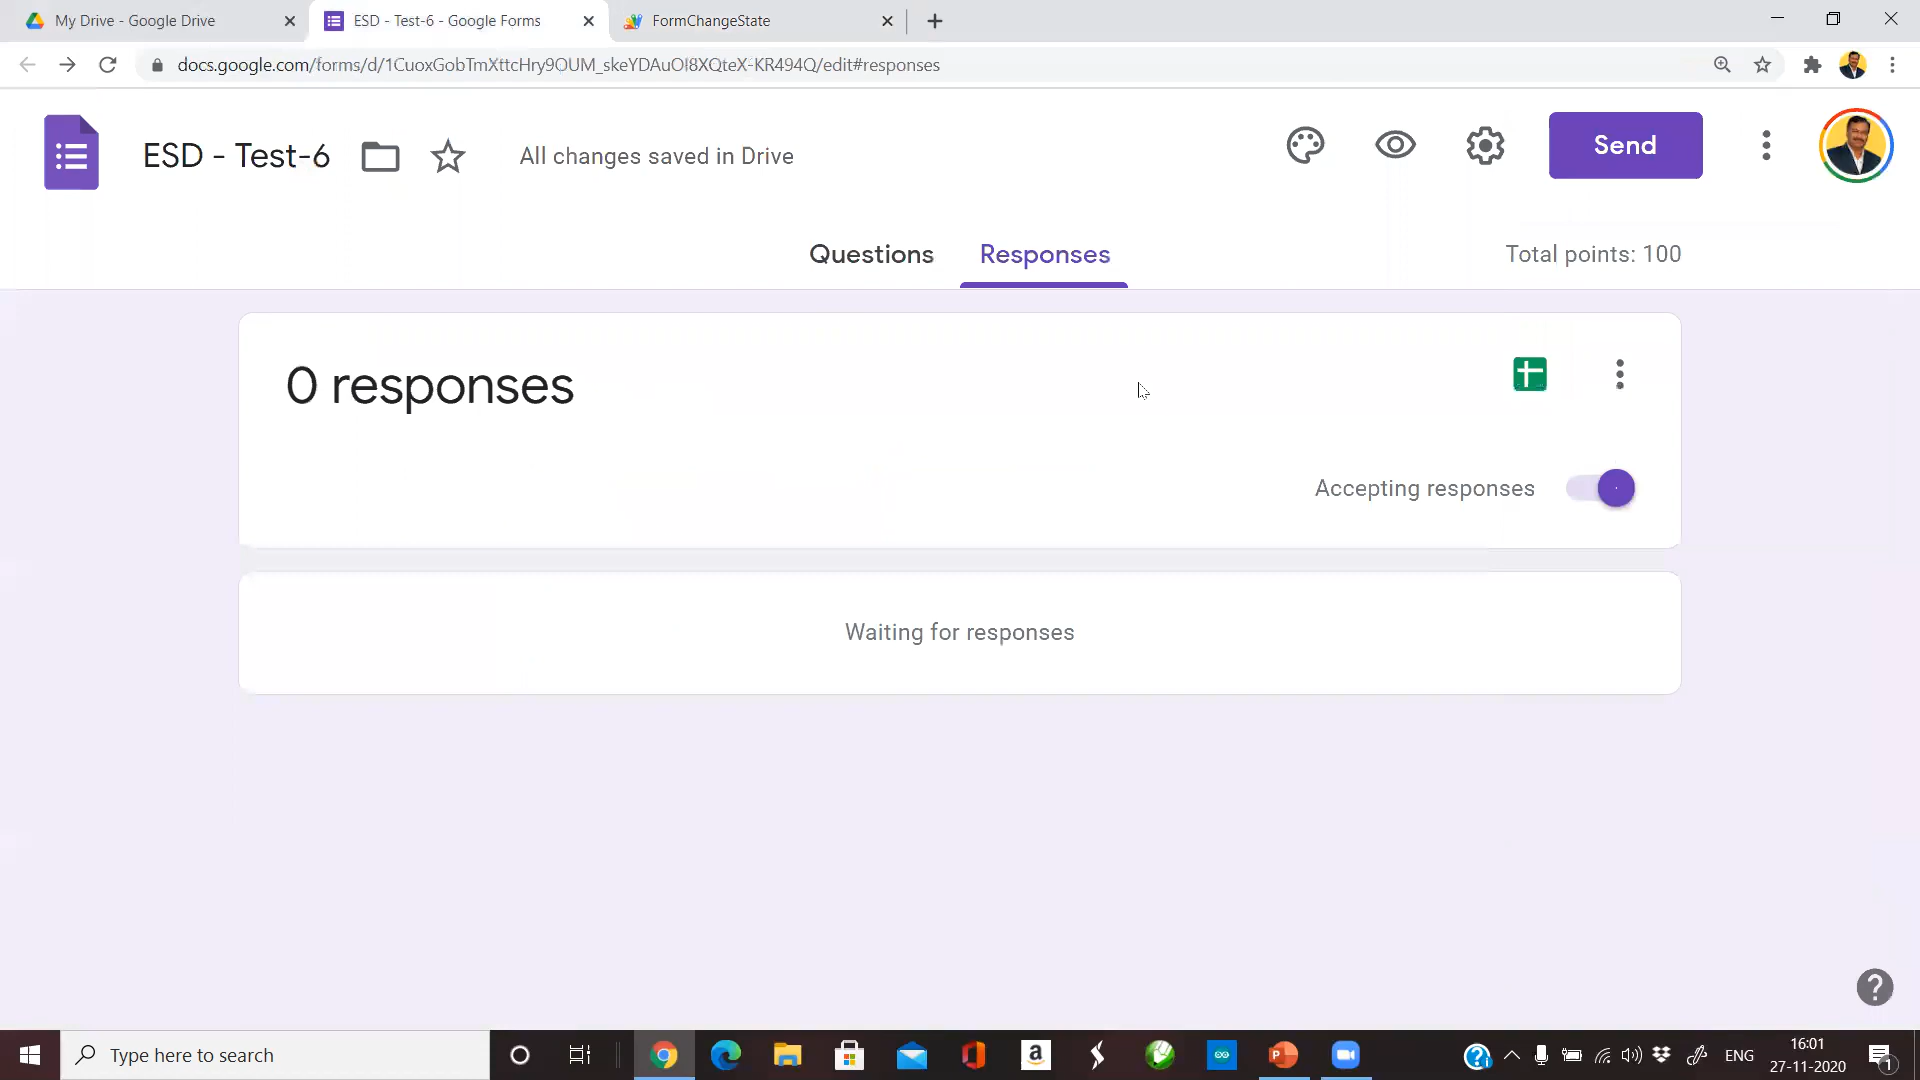 My Drive - Google Drive
ESD - Test-6 - Google Forms
FormChangeState
docs.google.com/forms/d/1CuoxGobTmXttcHry9OUM_skeYDAuOl8XQteX-KR494Q/edit#responses
ESD - Test-6
All changes saved in Drive
Send
Questions
Responses
Total points: 100
0 responses
Accepting responses
Waiting for responses
Type here to search
ENG
16:01
27-11-2020
1